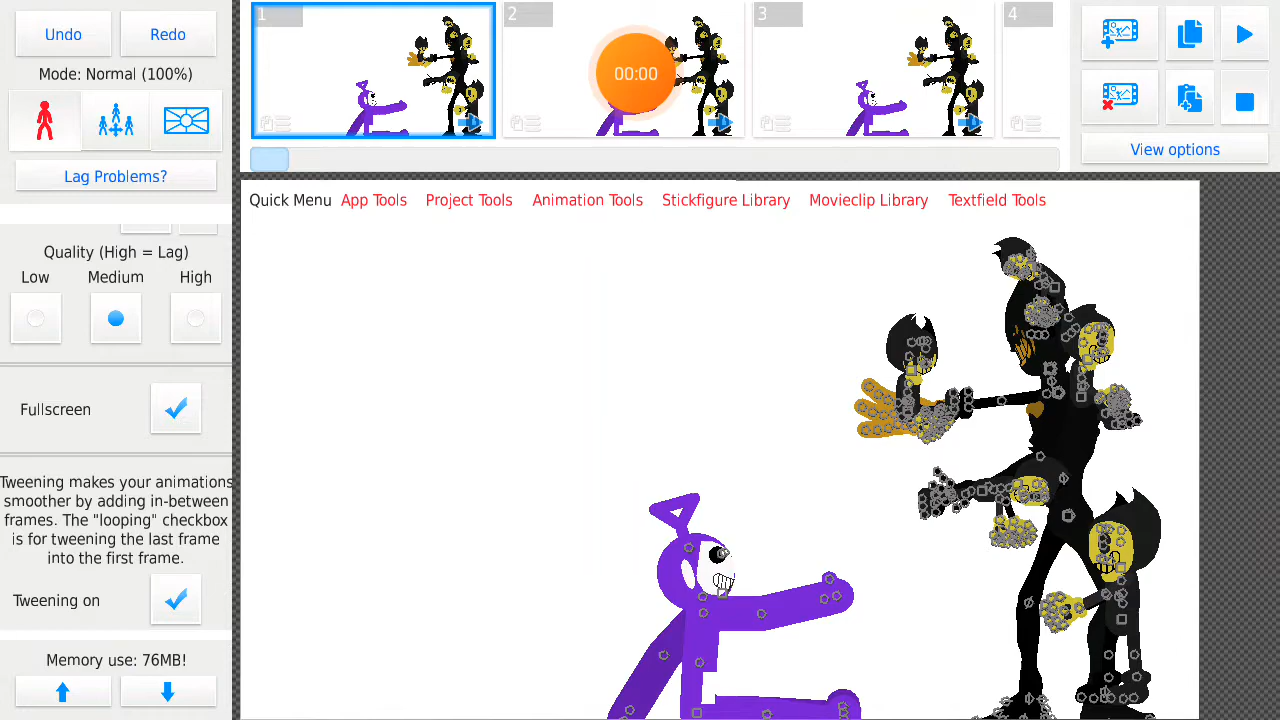 Undo
Redo
Mode: Normal (100%)
Lag Problems?
Quality (High = Lag)
Low
Medium
High
Fullscreen
Tweening makes your animations
smoother by adding in-between
frames. The "looping" checkbox
is for tweening the last frame
into the first frame.
Tweening on
Memory use: 76MB!
1
2
3
4
00:00
View options
Quick Menu
App Tools
Project Tools
Animation Tools
Stickfigure Library
Movieclip Library
Textfield Tools